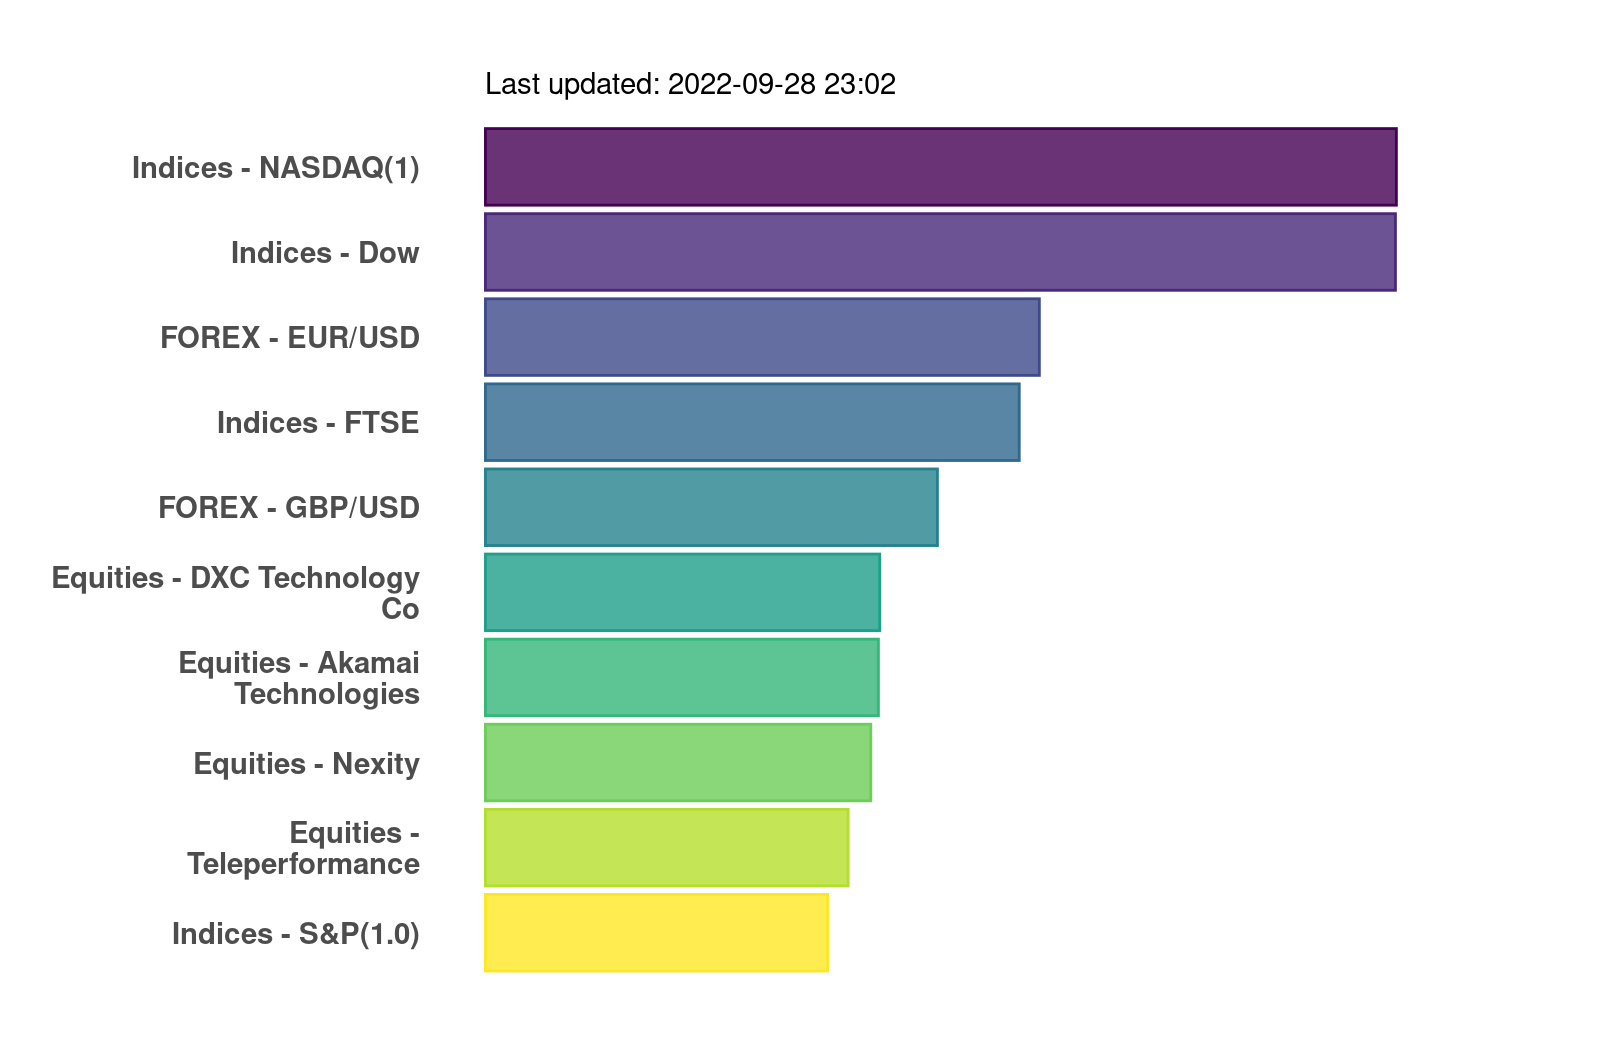 Last updated: 2022-09-28 23:02
Indices - NASDAQ(1)
Indices - Dow
FOREX - EUR/USD
Indices - FTSE
FOREX - GBP/USD
Equities - DXC Technology
Co
Equities - Akamai
Technologies
Equities - Nexity
Equities -
Teleperformance
Indices - S&P(1.0)